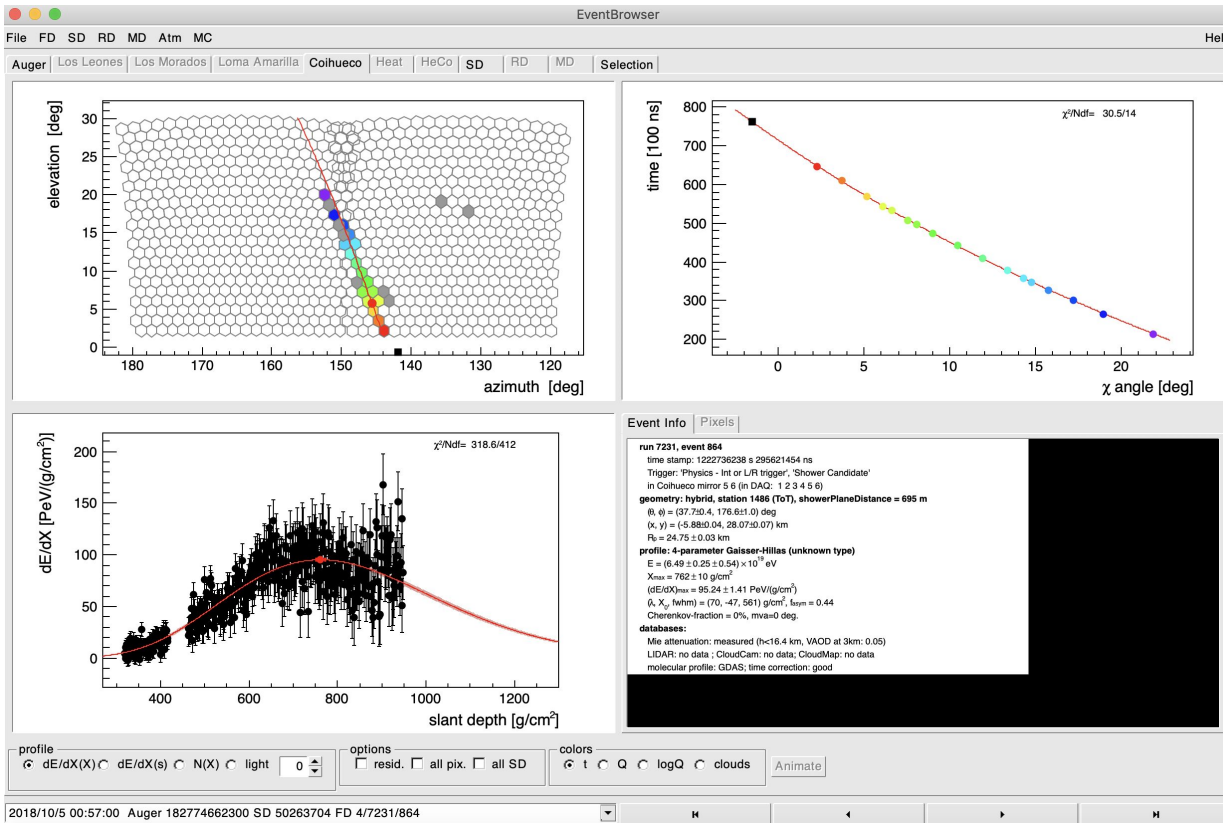 EventBrowser
File FD SD RD MD Atm MC Hel
Auger Los Leones Los Morados Loma Amarilla Coihueco Heat HeCo SD RD MD Selection
elevation [deg]
30
25
20
15
10
5
0
180 170 160 150 140 130 120
azimuth [deg]
time [100 ns]
χ²/Ndf= 30.5/14
800
700
600
500
400
300
200
0 5 10 15 20
χ angle [deg]
dE/dX [PeV/(g/cm²)]
χ²/Ndf= 318.6/412
200
150
100
50
0
400 600 800 1000 1200
slant depth [g/cm²]
Event Info Pixels
run 7231, event 864
time stamp: 1222736238 s 295621454 ns
Trigger: 'Physics - Int or L/R trigger', 'Shower Candidate'
in Coihueco mirror 5 6 (in DAQ: 1 2 3 4 5 6)
geometry: hybrid, station 1486 (ToT), showerPlaneDistance = 695 m
(θ, ϕ) = (37.7±0.4, 176.6±1.0) deg
(x, y) = (-5.88±0.04, 28.07±0.07) km
Rp = 24.75 ± 0.03 km
profile: 4-parameter Gaisser-Hillas (unknown type)
E = (6.49 ± 0.25 ± 0.54) × 10¹⁹ eV
Xmax = 762 ± 10 g/cm²
(dE/dX)max = 95.24 ± 1.41 PeV/(g/cm²)
(λ, X₀, fwhm) = (70, -47, 561) g/cm², fasym = 0.44
Cherenkov-fraction = 0%, mva=0 deg.
databases:
Mie attenuation: measured (h<16.4 km, VAOD at 3km: 0.05)
LIDAR: no data ; CloudCam: no data; CloudMap: no data
molecular profile: GDAS; time correction: good
profile
dE/dX(X) dE/dX(s) N(X) light 0
options
resid. all pix. all SD
colors
t Q logQ clouds
Animate
2018/10/5 00:57:00 Auger 182774662300 SD 50263704 FD 4/7231/864